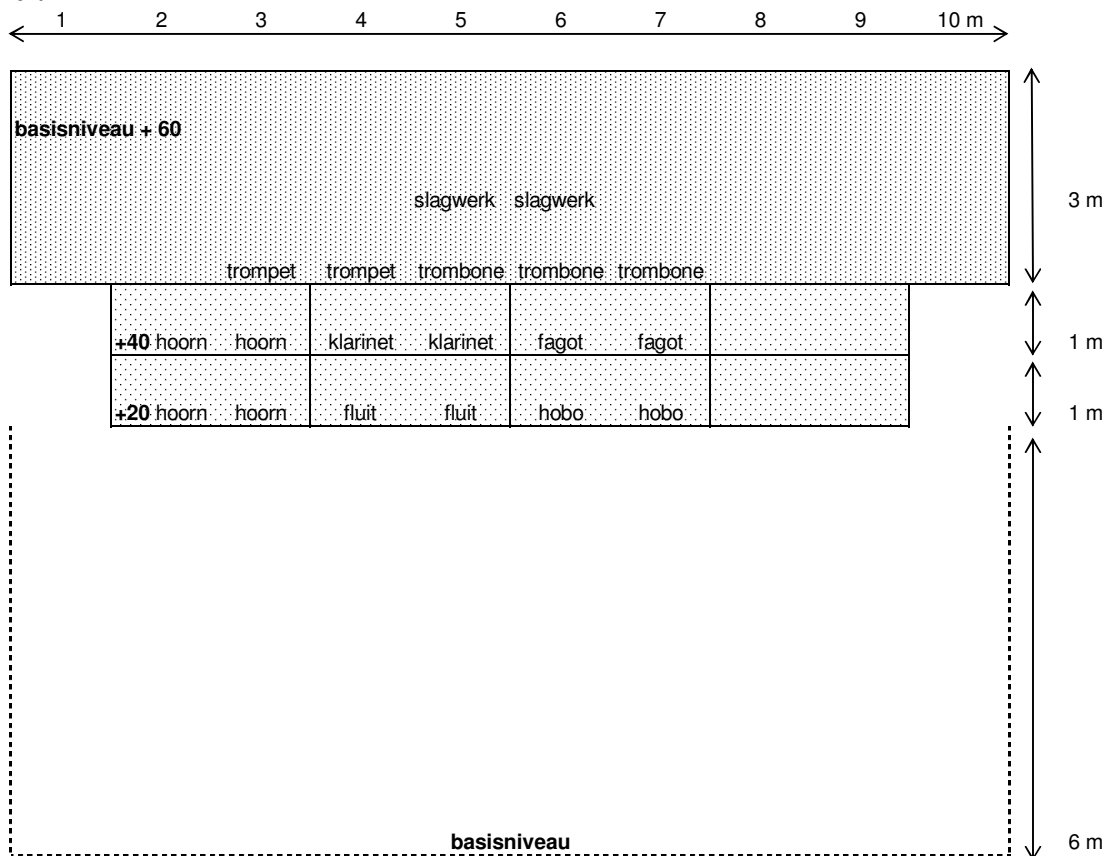 1 2 3 4 5 6 7 8 9 10 m
basisniveau + 60
slagwerk slagwerk 3 m
trompet trompet trombone trombone trombone
+40 hoorn hoorn klarinet klarinet fagot fagot 1 m
+20 hoorn hoorn fluit fluit hobo hobo 1 m
basisniveau 6 m